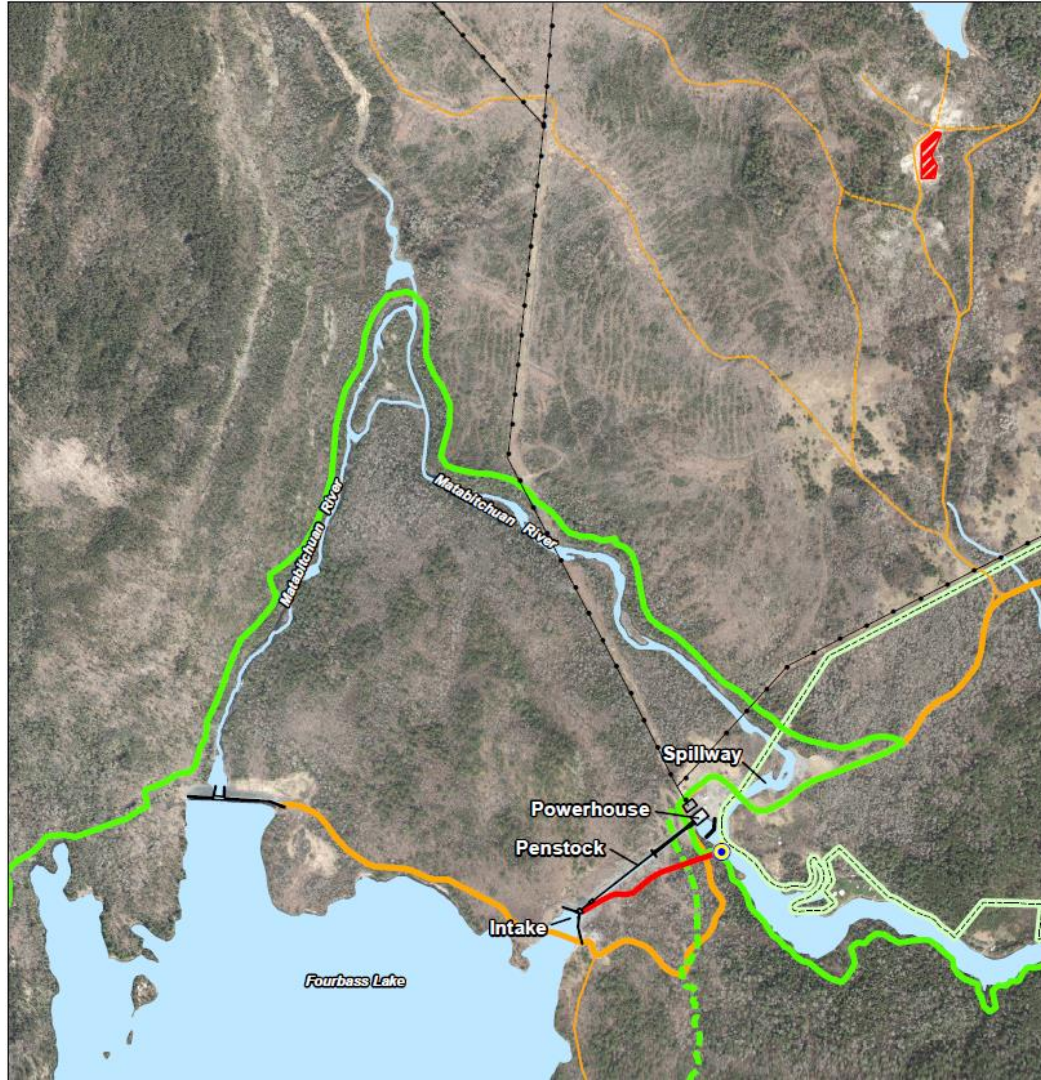 Matabitchuan River
Matabitchuan River
Spillway
Powerhouse
Penstock
Intake
Fourbass Lake